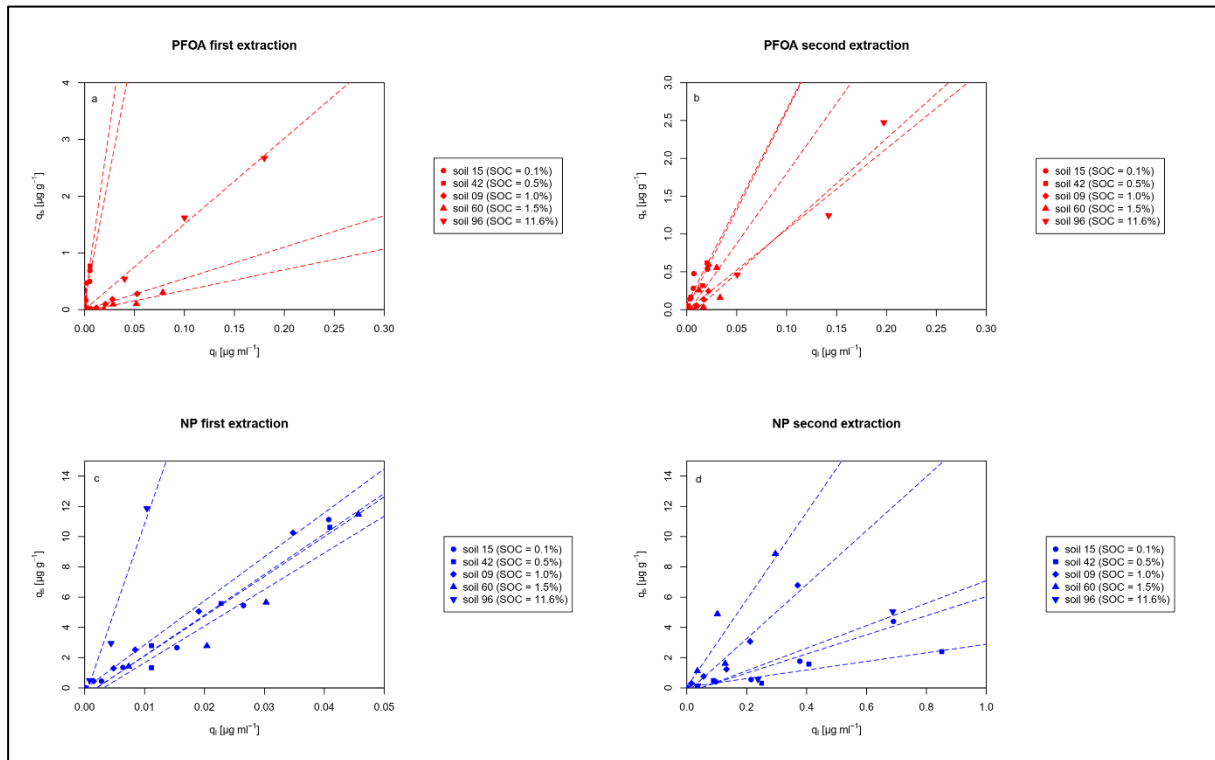 PFOA first extraction
a
4
3
2
1
0
qs [µg g⁻¹]
0.00 0.05 0.10 0.15 0.20 0.25 0.30
ql [µg ml⁻¹]
soil 15 (SOC = 0.1%)
soil 42 (SOC = 0.5%)
soil 09 (SOC = 1.0%)
soil 60 (SOC = 1.5%)
soil 96 (SOC = 11.6%)
PFOA second extraction
b
3.0
2.5
2.0
1.5
1.0
0.5
0.0
qs [µg g⁻¹]
0.00 0.05 0.10 0.15 0.20 0.25 0.30
ql [µg ml⁻¹]
soil 15 (SOC = 0.1%)
soil 42 (SOC = 0.5%)
soil 09 (SOC = 1.0%)
soil 60 (SOC = 1.5%)
soil 96 (SOC = 11.6%)
NP first extraction
c
14
12
10
8
6
4
2
0
qs [µg g⁻¹]
0.00 0.01 0.02 0.03 0.04 0.05
ql [µg ml⁻¹]
soil 15 (SOC = 0.1%)
soil 42 (SOC = 0.5%)
soil 09 (SOC = 1.0%)
soil 60 (SOC = 1.5%)
soil 96 (SOC = 11.6%)
NP second extraction
d
14
12
10
8
6
4
2
0
qs [µg g⁻¹]
0.0 0.2 0.4 0.6 0.8 1.0
ql [µg ml⁻¹]
soil 15 (SOC = 0.1%)
soil 42 (SOC = 0.5%)
soil 09 (SOC = 1.0%)
soil 60 (SOC = 1.5%)
soil 96 (SOC = 11.6%)